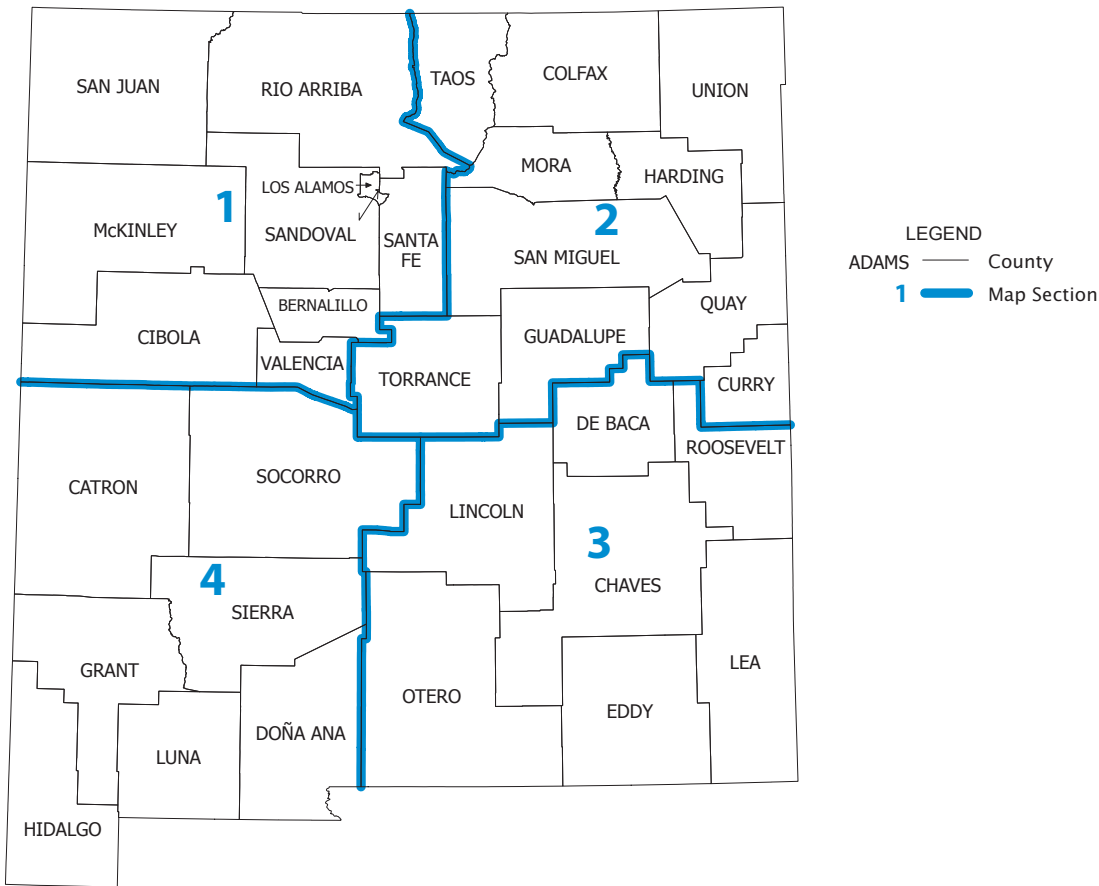 SAN JUAN
RIO ARRIBA
TAOS
COLFAX
UNION
MORA
HARDING
LOS ALAMOS
1
McKINLEY
SANDOVAL
SANTA
FE
2
SAN MIGUEL
BERNALILLO
QUAY
CIBOLA
VALENCIA
TORRANCE
GUADALUPE
CURRY
DE BACA
ROOSEVELT
CATRON
SOCORRO
LINCOLN
3
CHAVES
4
SIERRA
GRANT
OTERO
LEA
EDDY
DOÑA ANA
LUNA
HIDALGO
LEGEND
ADAMS County
1 Map Section